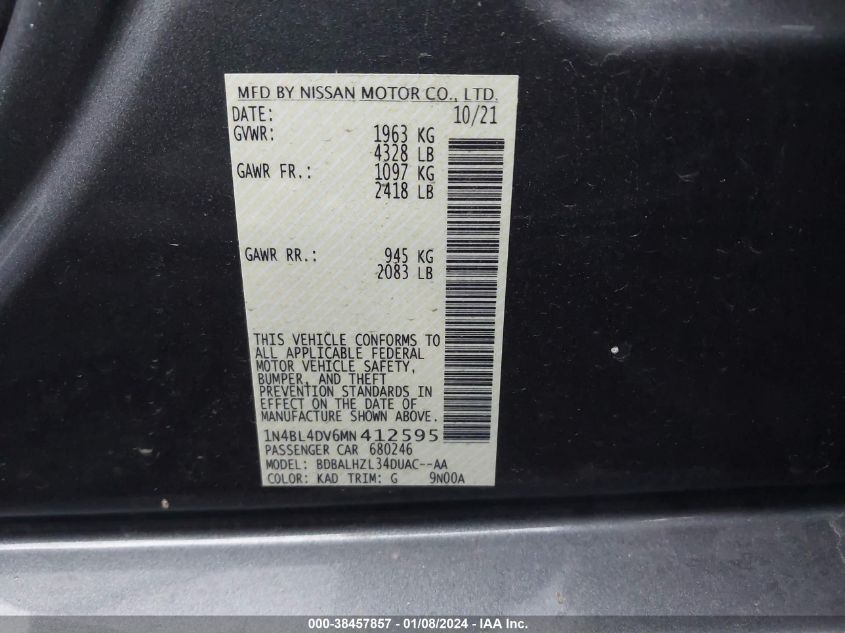 MFD BY NISSAN MOTOR CO., LTD.
DATE: 10/21
GVWR: 1963 KG
4328 LB
GAWR FR.: 1097 KG
2418 LB
GAWR RR.: 945 KG
2083 LB
THIS VEHICLE CONFORMS TO
ALL APPLICABLE FEDERAL
MOTOR VEHICLE SAFETY,
BUMPER, AND THEFT
PREVENTION STANDARDS IN
EFFECT ON THE DATE OF
MANUFACTURE SHOWN ABOVE.
1N4BL4DV6MN412595
PASSENGER CAR 680246
MODEL: BDBALHZL34DUAC--AA
COLOR: KAD TRIM: G 9N00A
000-38457857 - 01/08/2024 - IAA Inc.